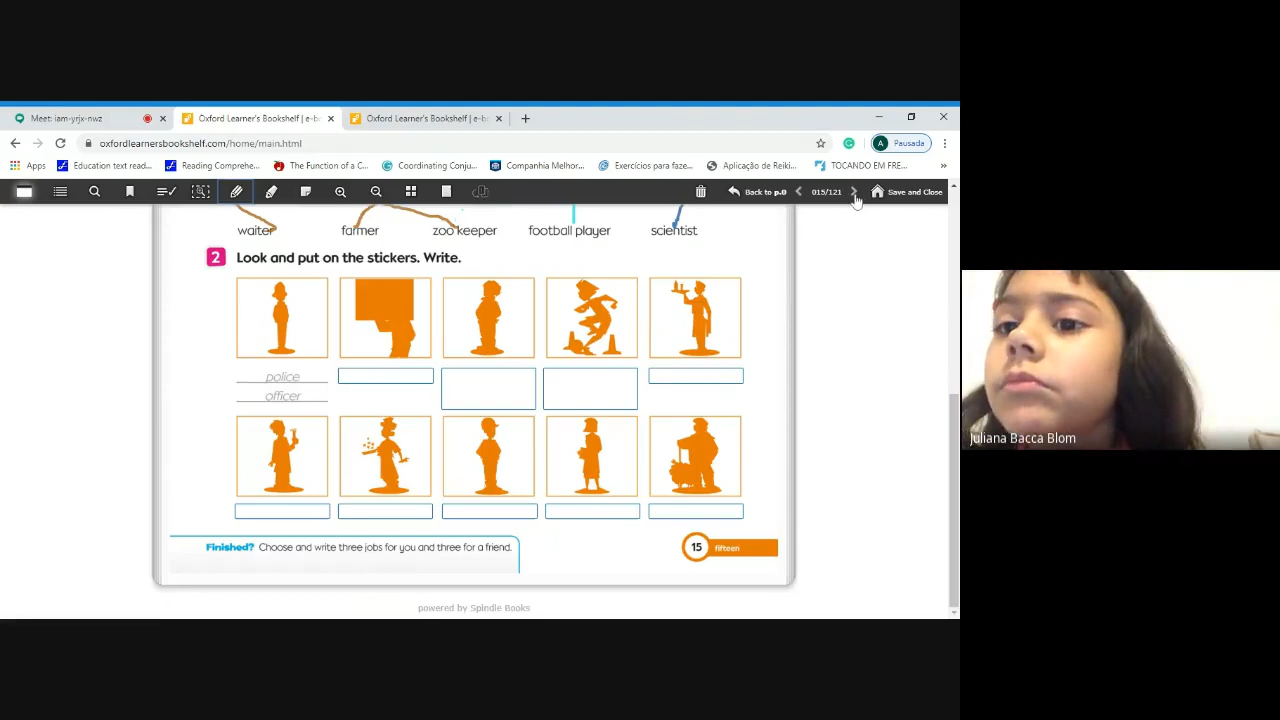 Meet: iam-yrjx-nwz
Oxford Learner's Bookshelf | e-bo
Oxford Learner's Bookshelf | e-bo
oxfordlearnersbookshelf.com/home/main.html
A Pausada
Apps Education text read... Reading Comprehe... The Function of a C... Coordinating Conju... Companhia Melhor... Exercícios para faze... Aplicação de Reiki... TOCANDO EM FRE... »
Back to p.0 015/121 Save and Close
waiter farmer zoo keeper football player scientist
2 Look and put on the stickers. Write.
police
officer
Finished? Choose and write three jobs for you and three for a friend.
15 fifteen
powered by Spindle Books
Juliana Bacca Blom